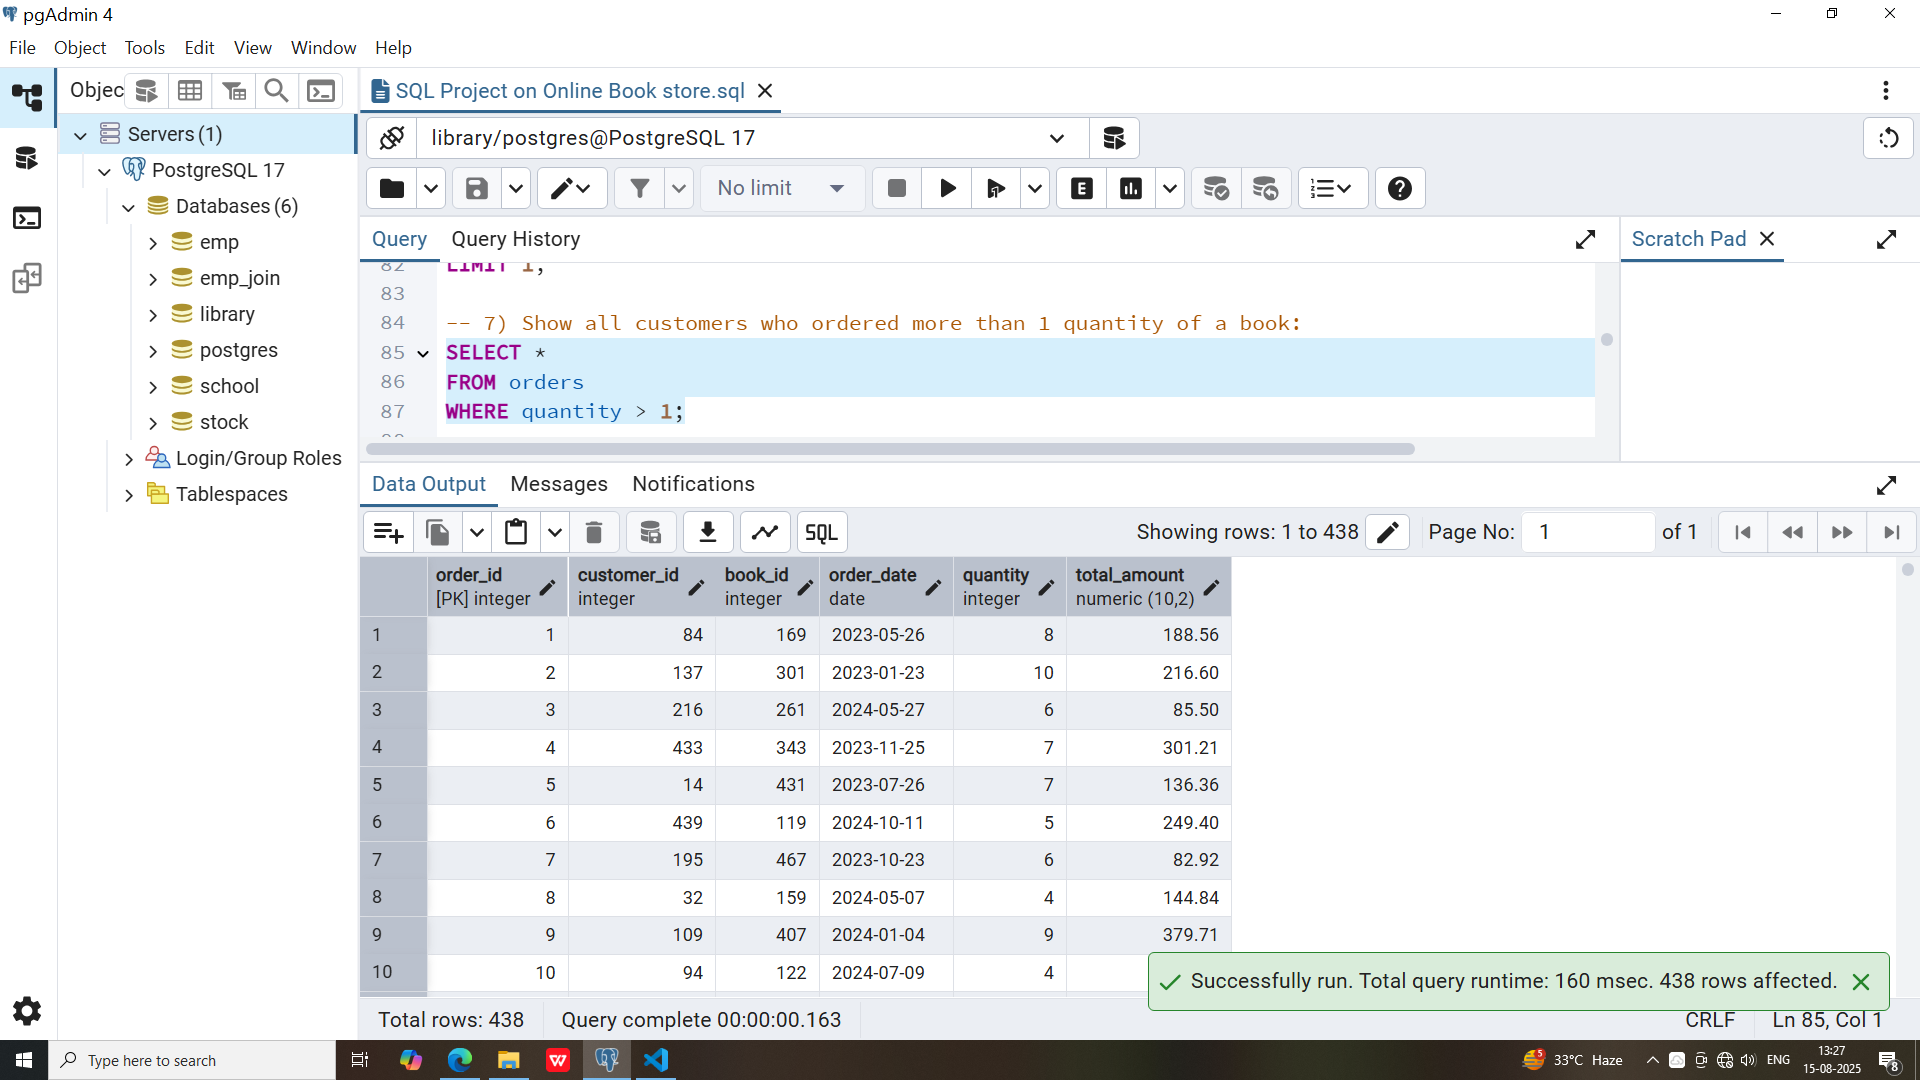 pgAdmin 4
File Object Tools Edit View Window Help
Objec
SQL Project on Online Book store.sql
Servers (1)
PostgreSQL 17
Databases (6)
emp
emp_join
library
postgres
school
stock
Login/Group Roles
Tablespaces
library/postgres@PostgreSQL 17
No limit
E
Query Query History
Scratch Pad
82 LIMIT 1;
83
84 -- 7) Show all customers who ordered more than 1 quantity of a book:
85 SELECT *
86 FROM orders
87 WHERE quantity > 1;
Data Output Messages Notifications
SQL Showing rows: 1 to 438 Page No: 1 of 1
order_id customer_id book_id order_date quantity total_amount
[PK] integer integer integer date integer numeric (10,2)
1 1 84 169 2023-05-26 8 188.56
2 2 137 301 2023-01-23 10 216.60
3 3 216 261 2024-05-27 6 85.50
4 4 433 343 2023-11-25 7 301.21
5 5 14 431 2023-07-26 7 136.36
6 6 439 119 2024-10-11 5 249.40
7 7 195 467 2023-10-23 6 82.92
8 8 32 159 2024-05-07 4 144.84
9 9 109 407 2024-01-04 9 379.71
10 10 94 122 2024-07-09 4
Successfully run. Total query runtime: 160 msec. 438 rows affected.
Total rows: 438 Query complete 00:00:00.163 CRLF Ln 85, Col 1
Type here to search
W
5
33°C Haze
ENG
13:27
15-08-2025
8